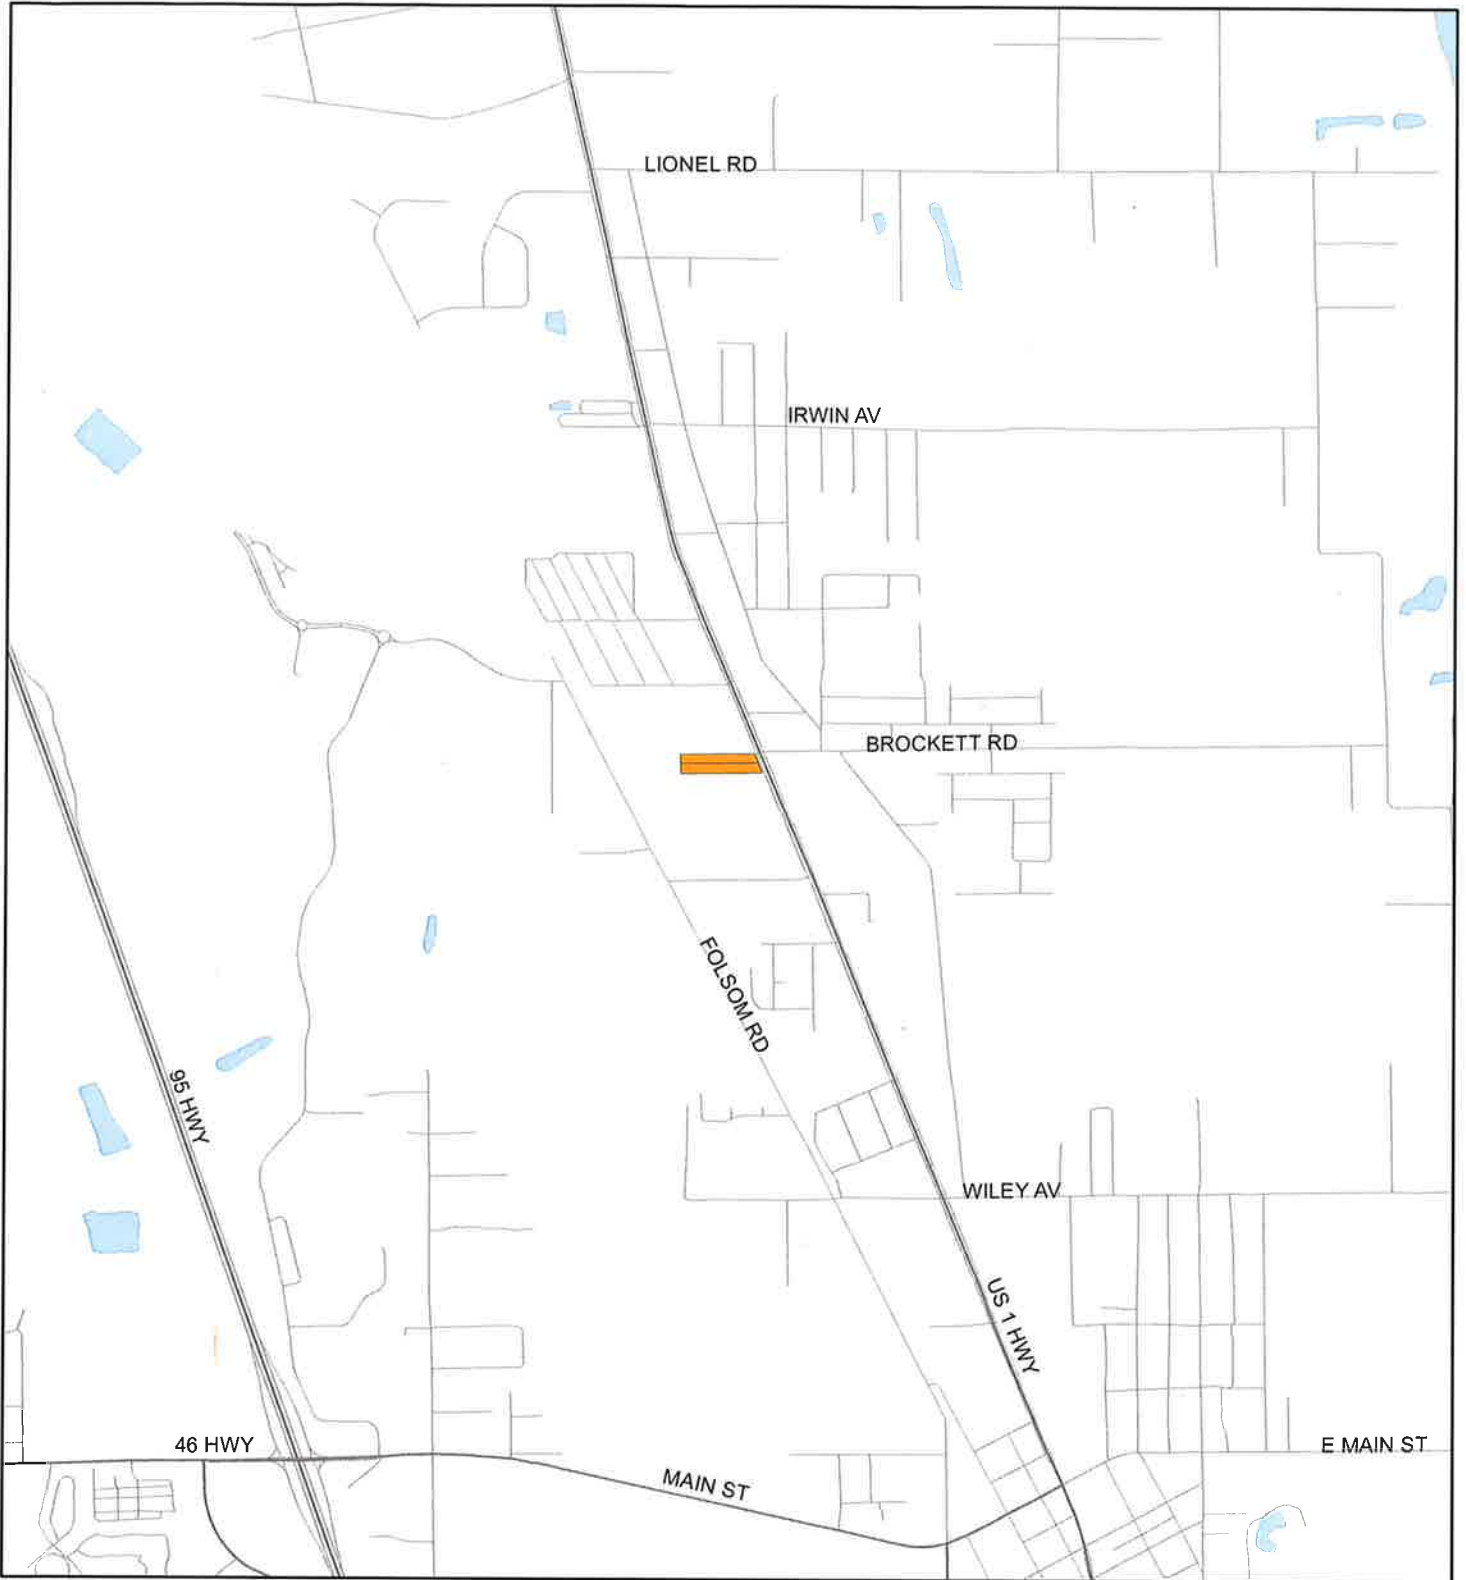 LIONEL RD
IRWIN AV
BROCKETT RD
FOLSOM RD
95 HWY
WILEY AV
US 1 HWY
46 HWY
E MAIN ST
MAIN ST